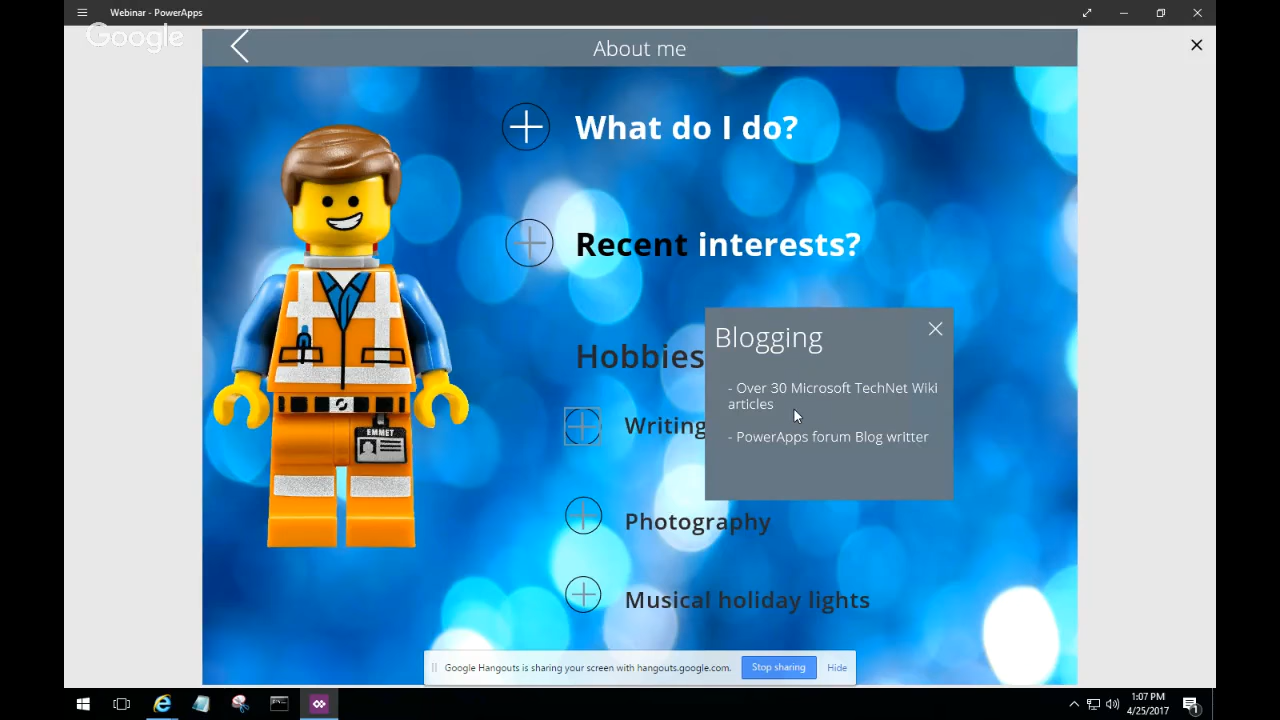 Webinar - PowerApps
Google
About me
What do I do?
Recent interests?
Blogging
- Over 30 Microsoft TechNet Wiki
articles
- PowerApps forum Blog writter
Hobbies
Writing
EMMET
Photography
Musical holiday lights
Google Hangouts is sharing your screen with hangouts.google.com.
Stop sharing
Hide
1:07 PM
4/25/2017
1